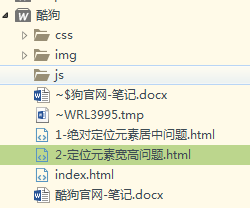 酷狗
css
img
js
~$狗官网-笔记.docx
~WRL3995.tmp
1-绝对定位元素居中问题.html
2-定位元素宽高问题.html
index.html
酷狗官网-笔记.docx